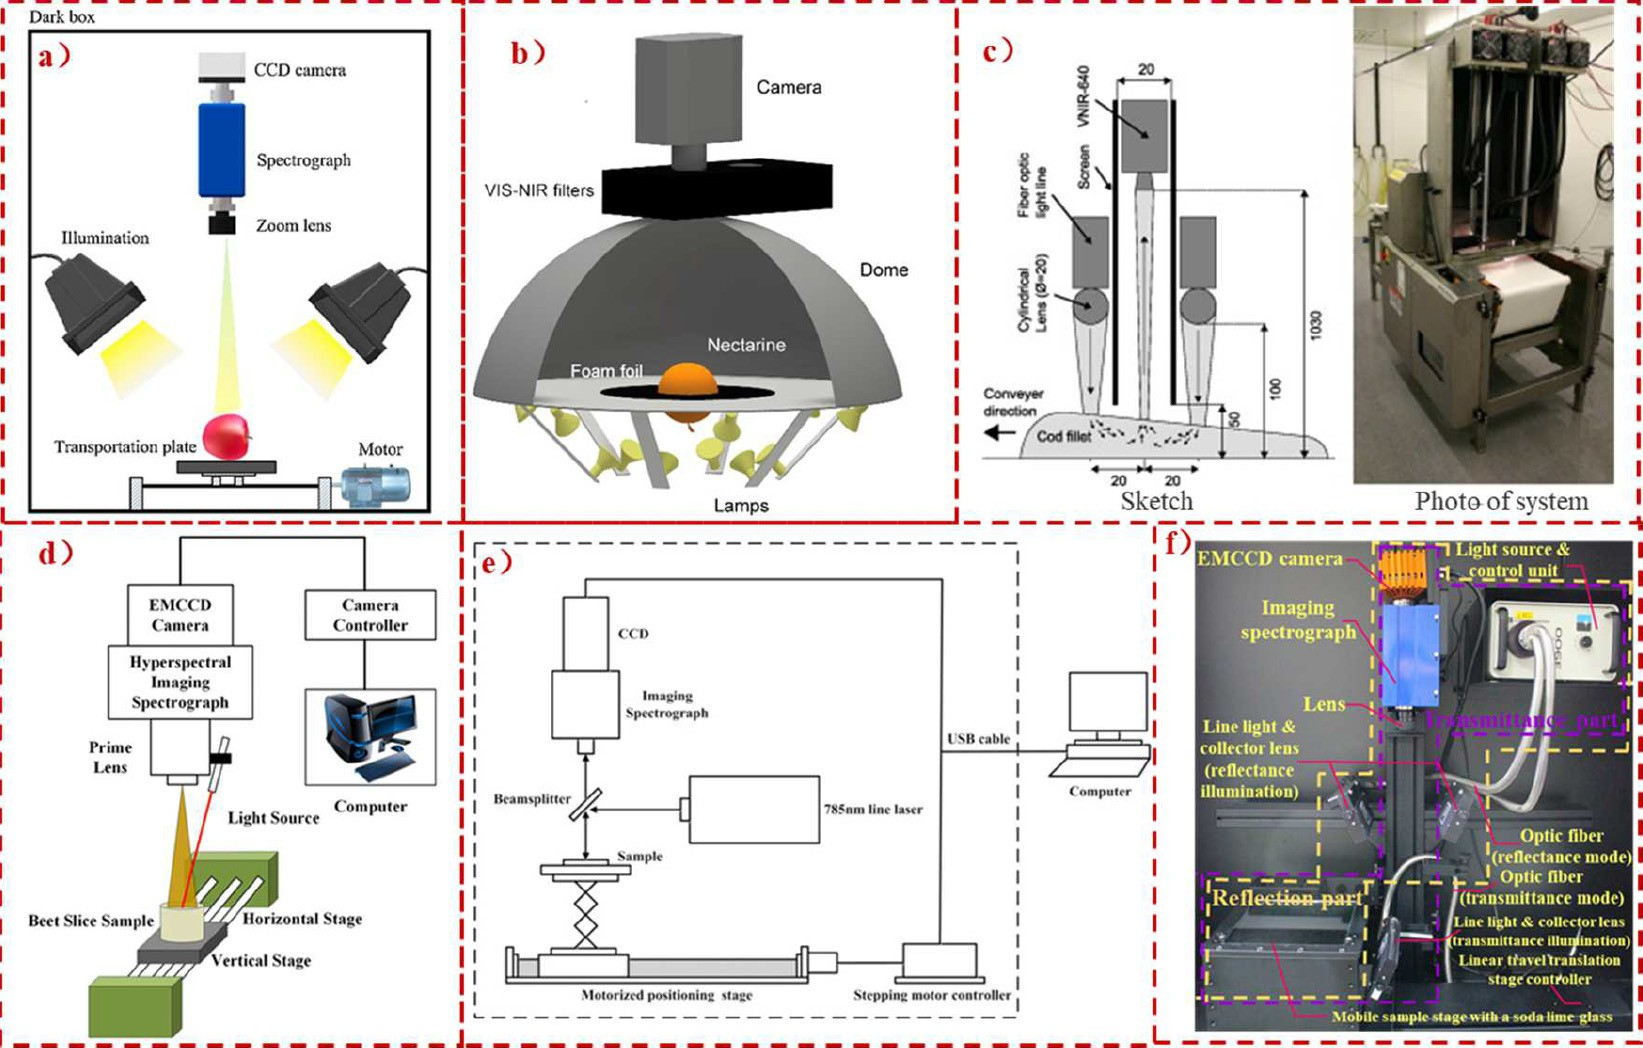 Dark box
a)
CCD camera
Spectrograph
Zoom lens
Illumination
Transportation plate
Motor
b)
Camera
VIS-NIR filters
Dome
Nectarine
Foam foil
Lamps
c)
20
VNIR-640
Screen
Fiber optic
light line
Cylindrical
Lens (Ø=20)
1030
100
50
Conveyer
direction
Cod fillet
20
20
Sketch
Photo of system
d)
EMCCD
Camera
Camera
Controller
Hyperspectral
Imaging
Spectrograph
Prime
Lens
Computer
Light Source
Beet Slice Sample
Horizontal Stage
Vertical Stage
e)
CCD
Imaging
Spectrograph
USB cable
Beamsplitter
785nm line laser
Computer
Sample
Motorized positioning stage
Stepping motor controller
f)
EMCCD camera
Light source &
control unit
Imaging
spectrograph
Lens
Transmittance part
Line light &
collector lens
(reflectance
illumination)
Optic fiber
(reflectance mode)
Optic fiber
(transmittance mode)
Reflection part
Line light & collector lens
(transmittance illumination)
Linear travel translation
stage controller
Mobile sample stage with a soda lime glass